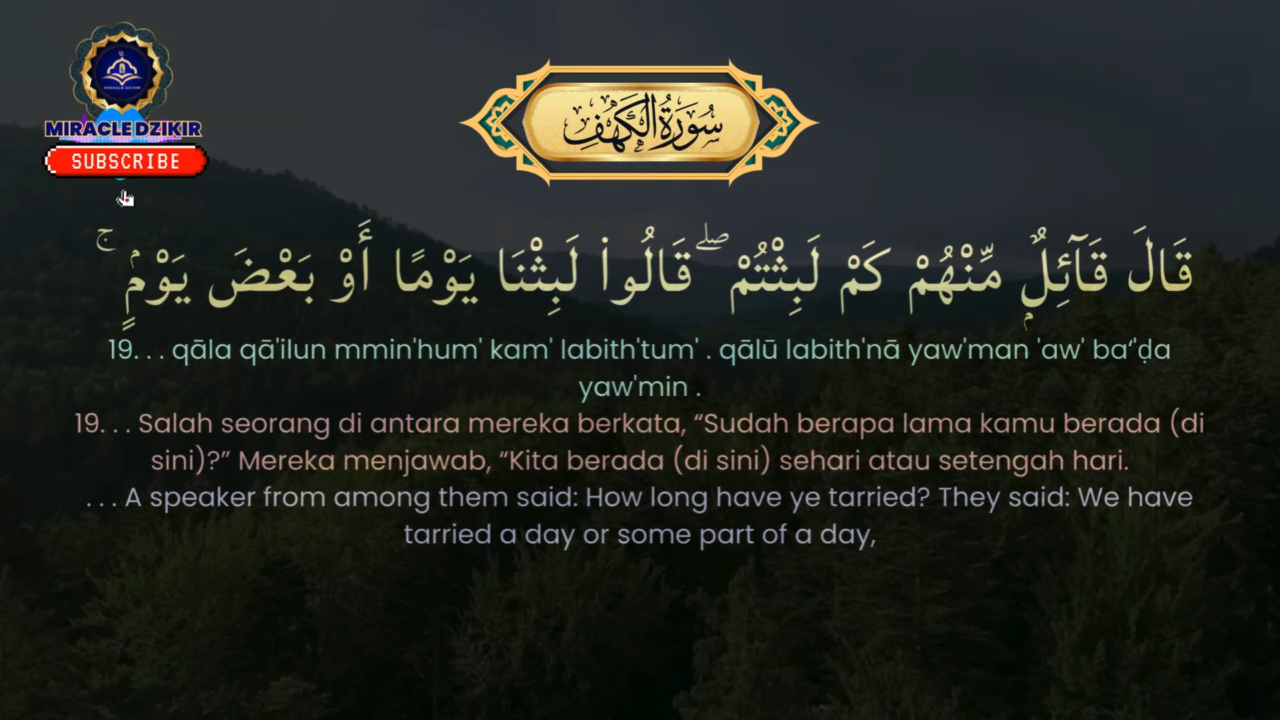 MIRACLE DZIKIR
MIRACLE DZIKIR
SUBSCRIBE
سُورَةُ الكَهْفِ
قَالَ قَآئِلٌۭ مِّنْهُمْ كَمْ لَبِثْتُمْ ۖ قَالُوا۟ لَبِثْنَا يَوْمًا أَوْ بَعْضَ يَوْمٍۢ ۚ
19. . . qāla qā'ilun mmin'hum' kam' labith'tum' . qālū labith'nā yaw'man 'aw' ba‘'ḍa
yaw'min .
19. . . Salah seorang di antara mereka berkata, “Sudah berapa lama kamu berada (di
sini)?” Mereka menjawab, “Kita berada (di sini) sehari atau setengah hari.
. . . A speaker from among them said: How long have ye tarried? They said: We have
tarried a day or some part of a day,